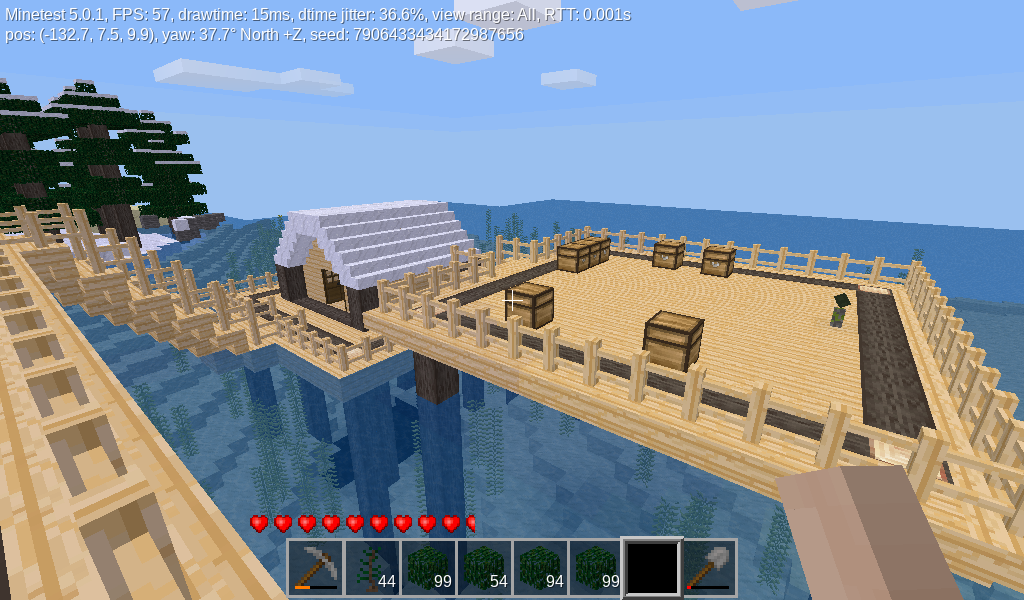 Minetest 5.0.1, FPS: 57, drawtime: 15ms, dtime jitter: 36.6%, view range: All, RTT: 0.001s
pos: (-132.7, 7.5, 9.9), yaw: 37.7° North +Z, seed: 7906433434172987656
44 99 54 94 99